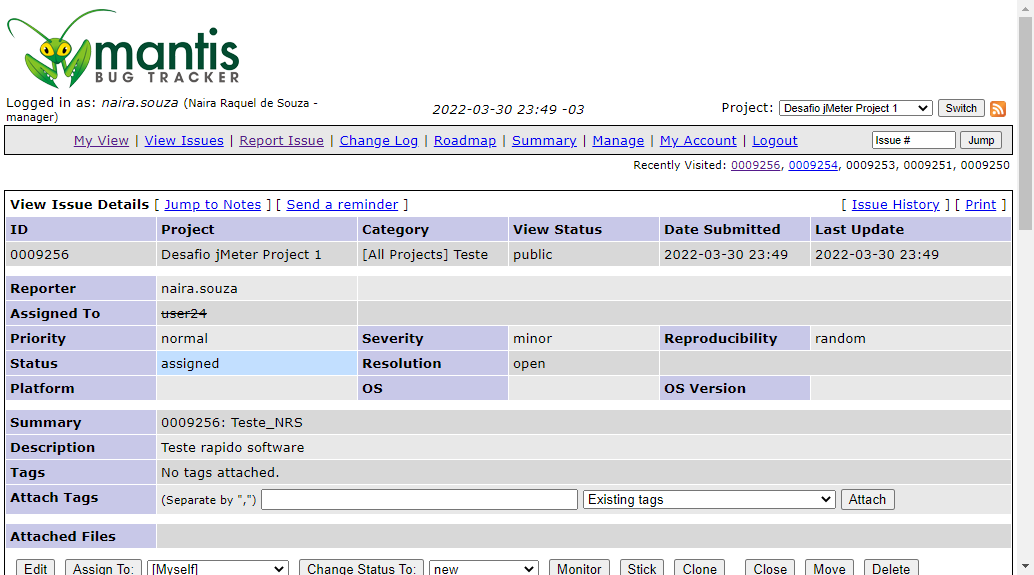 mantis
BUG TRACKER
Logged in as: naira.souza (Naira Raquel de Souza - manager)
2022-03-30 23:49 -03
Project: Desafio jMeter Project 1 Switch
My View | View Issues | Report Issue | Change Log | Roadmap | Summary | Manage | My Account | Logout
Issue # Jump
Recently Visited: 0009256, 0009254, 0009253, 0009251, 0009250
View Issue Details [ Jump to Notes ] [ Send a reminder ] [ Issue History ] [ Print ]
ID Project Category View Status Date Submitted Last Update
0009256 Desafio jMeter Project 1 [All Projects] Teste public 2022-03-30 23:49 2022-03-30 23:49
Reporter naira.souza
Assigned To user24
Priority normal Severity minor Reproducibility random
Status assigned Resolution open
Platform OS OS Version
Summary 0009256: Teste_NRS
Description Teste rapido software
Tags No tags attached.
Attach Tags (Separate by ",") Existing tags Attach
Attached Files
Edit Assign To: [Myself] Change Status To: new Monitor Stick Clone Close Move Delete